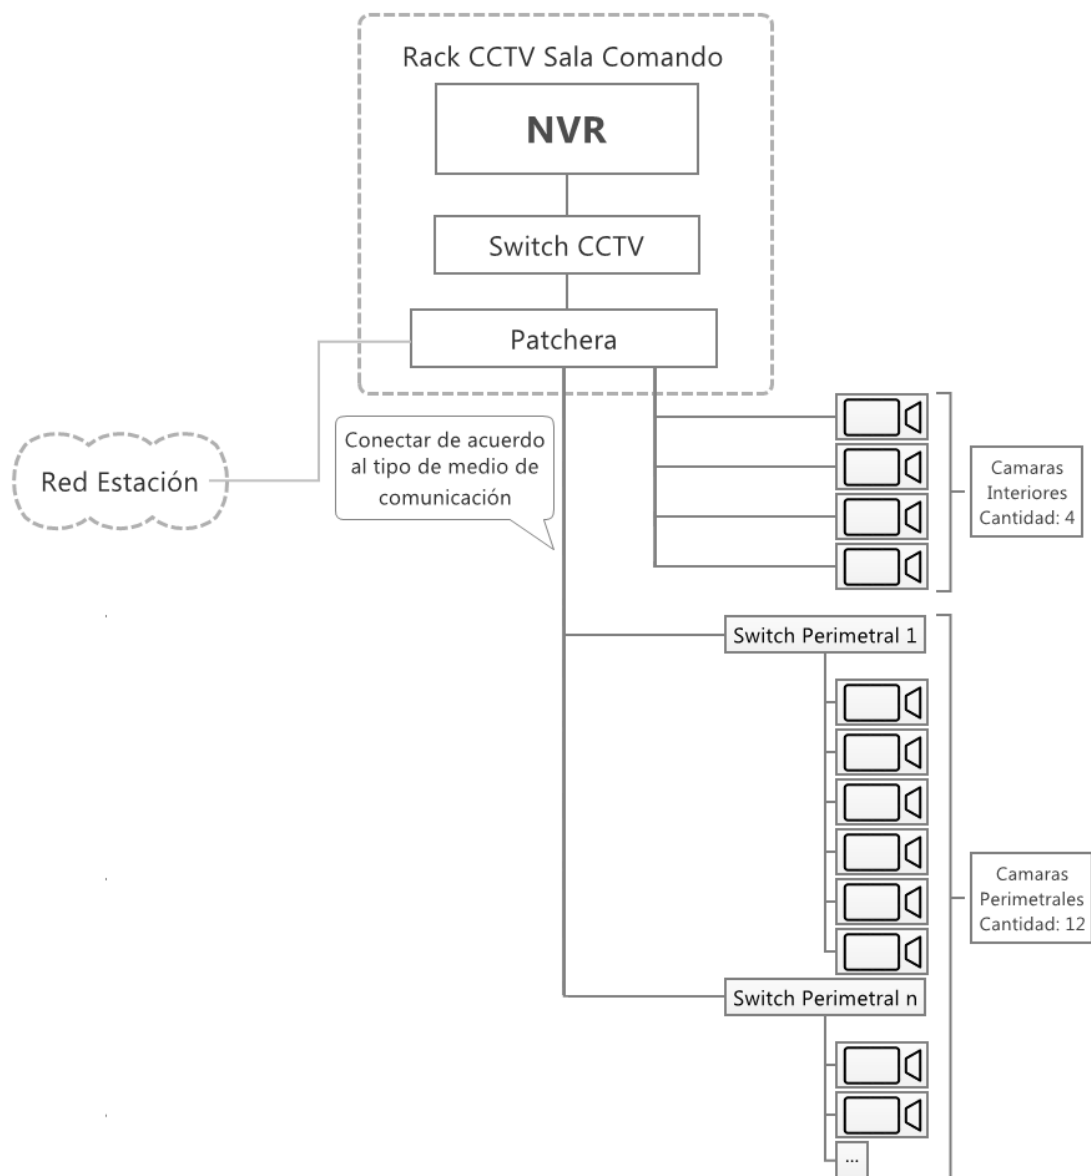 Rack CCTV Sala Comando
NVR
Switch CCTV
Patchera
Conectar de acuerdo
al tipo de medio de
comunicación
Red Estación
Camaras
Interiores
Cantidad: 4
Switch Perimetral 1
Camaras
Perimetrales
Cantidad: 12
Switch Perimetral n
...